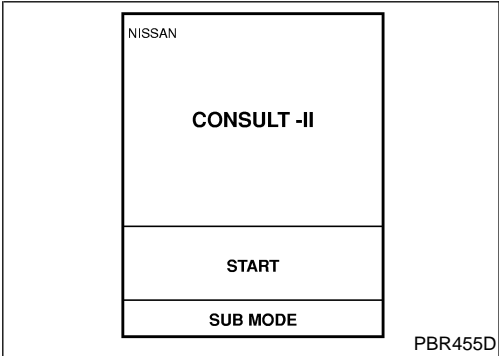 NISSAN
CONSULT -II
START
SUB MODE
PBR455D